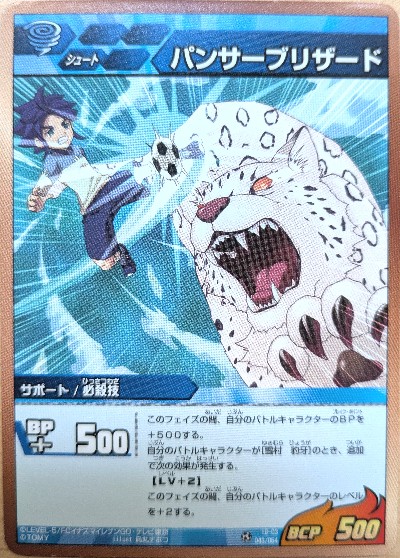 シュート
パンサーブリザード
サポート / 必殺技
ひっさつわざ
BP
+
500
このフェイズの間、自分のバトルキャラクターのBPを
+500する。
自分のバトルキャラクターが[雪村 豹牙]のとき、追加
で次の効果が発生する。
【LV+2】
このフェイズの間、自分のバトルキャラクターのレベル
を+2する。
©LEVEL-5/FCイナズマイレブンGO・テレビ東京
©TOMY
BCP 500